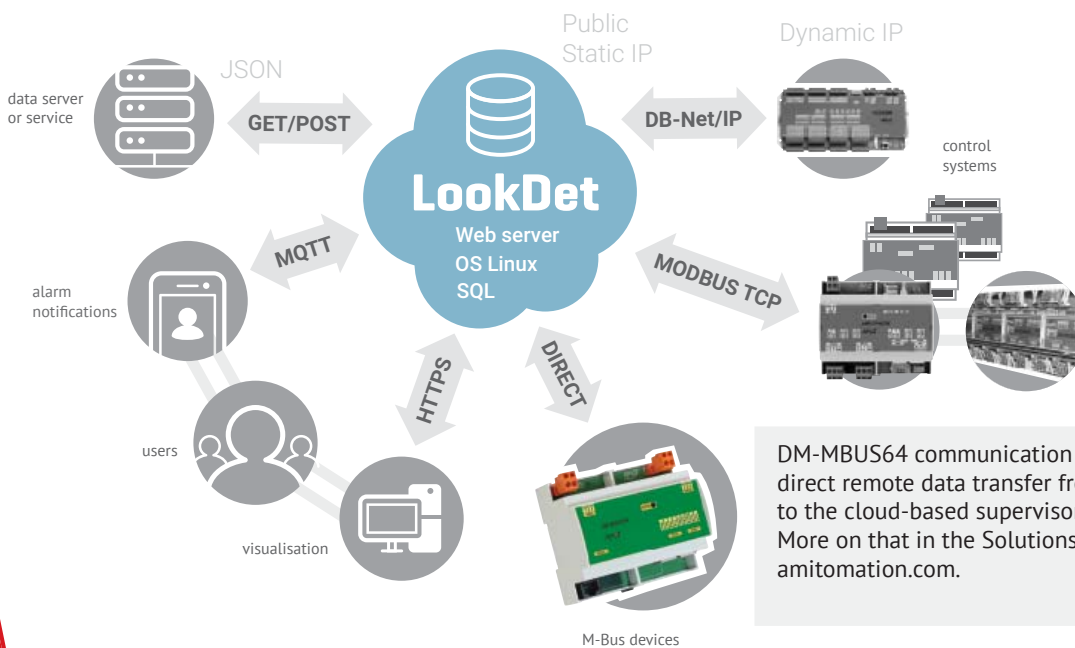 Public
Static IP
Dynamic IP
JSON
data server
or service
GET/POST
DB-Net/IP
control
systems
LookDet
Web server
OS Linux
SQL
MQTT
MODBUS TCP
alarm
notifications
HTTPS
DIRECT
users
visualisation
DM-MBUS64 communication
direct remote data transfer
to the cloud-based
More on that in the Solutions
amitomation.com.
M-Bus devices